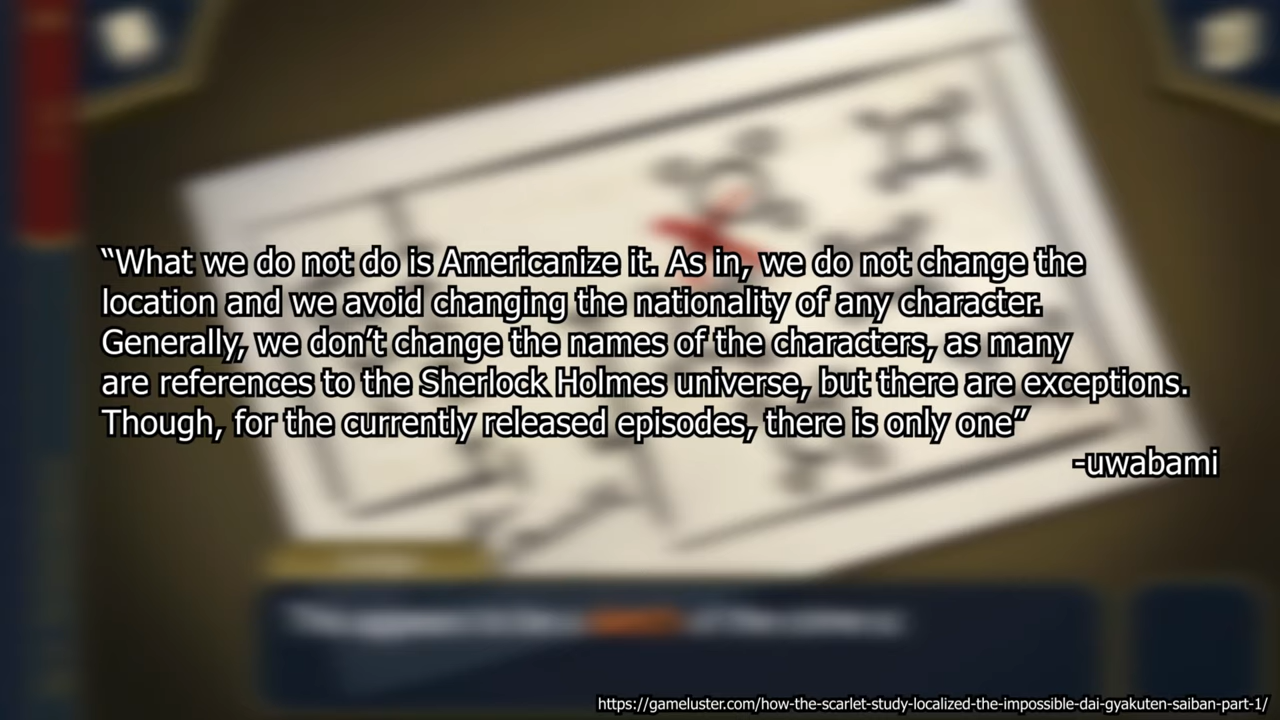 “What we do not do is Americanize it. As in, we do not change the
location and we avoid changing the nationality of any character.
Generally, we don’t change the names of the characters, as many
are references to the Sherlock Holmes universe, but there are exceptions.
Though, for the currently released episodes, there is only one”
-uwabami
https://gameluster.com/how-the-scarlet-study-localized-the-impossible-dai-gyakuten-saiban-part-1/